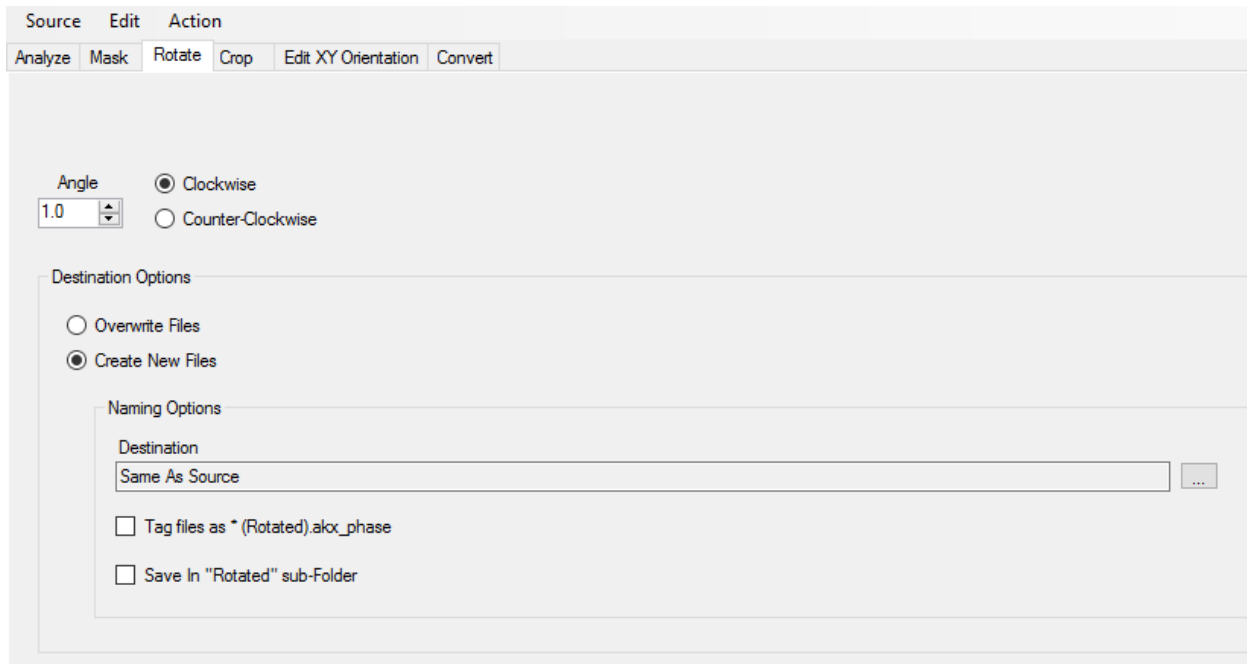 Source Edit Action
Analyze Mask Rotate Crop Edit XY Orientation Convert
Angle
1.0
Clockwise
Counter-Clockwise
Destination Options
Overwrite Files
Create New Files
Naming Options
Destination
Same As Source
...
Tag files as * (Rotated).akx_phase
Save In "Rotated" sub-Folder